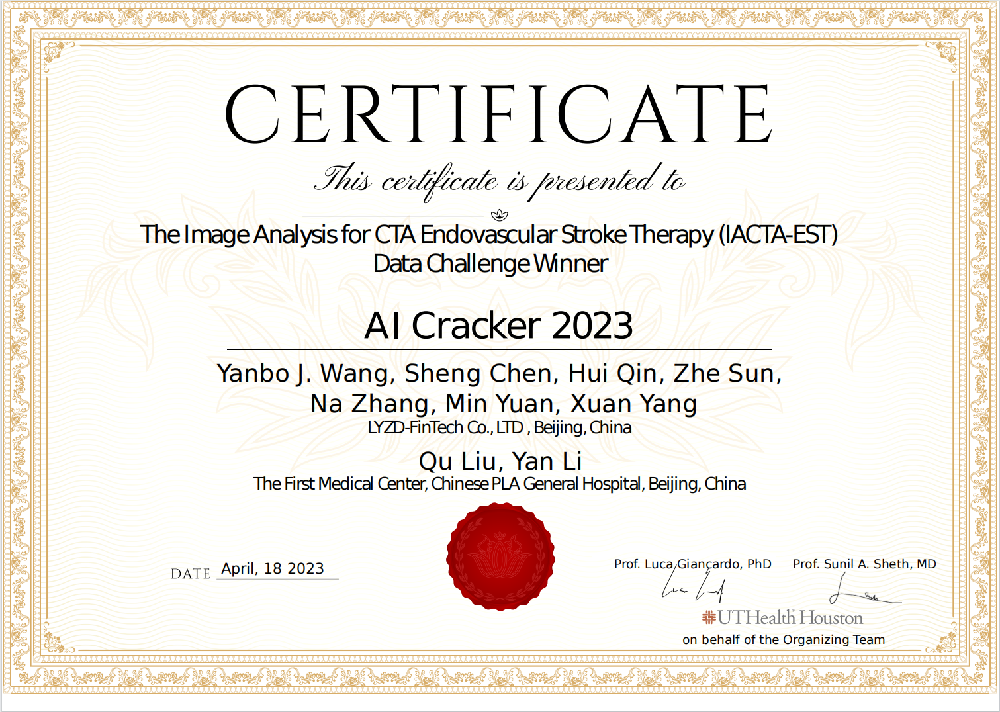 CERTIFICATE
This certificate is presented to
The Image Analysis for CTA Endovascular Stroke Therapy (IACTA-EST)
Data Challenge Winner
AI Cracker 2023
Yanbo J. Wang, Sheng Chen, Hui Qin, Zhe Sun,
Na Zhang, Min Yuan, Xuan Yang
LYZD-FinTech Co., LTD , Beijing, China
Qu Liu, Yan Li
The First Medical Center, Chinese PLA General Hospital, Beijing, China
DATE April, 18 2023
Prof. Luca Giancardo, PhD
Prof. Sunil A. Sheth, MD
UTHealth Houston
on behalf of the Organizing Team